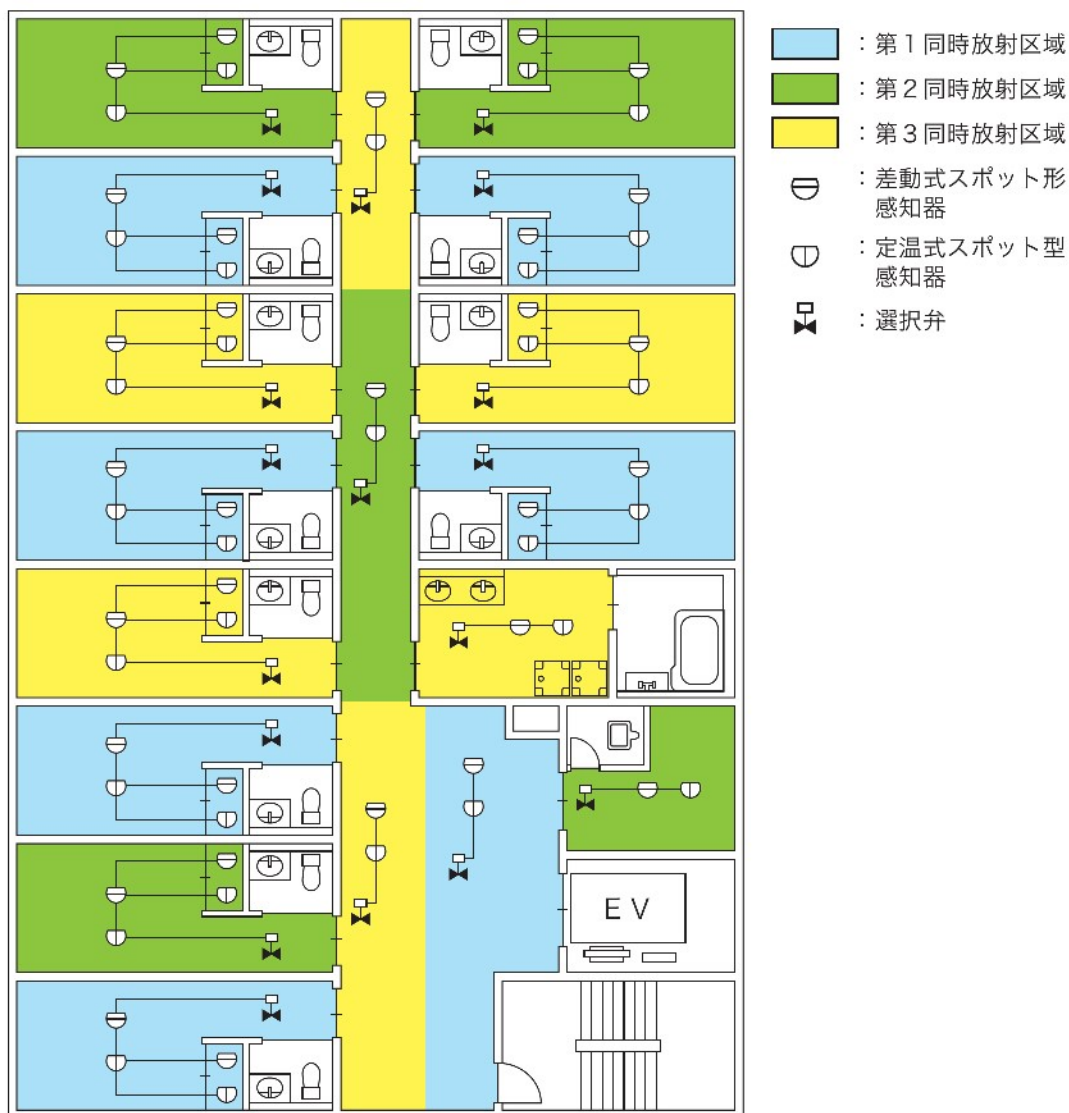 ：第１同時放射区域
：第２同時放射区域
：第３同時放射区域
：差動式スポット形
感知器
：定温式スポット型
感知器
：選択弁
ＥＶ